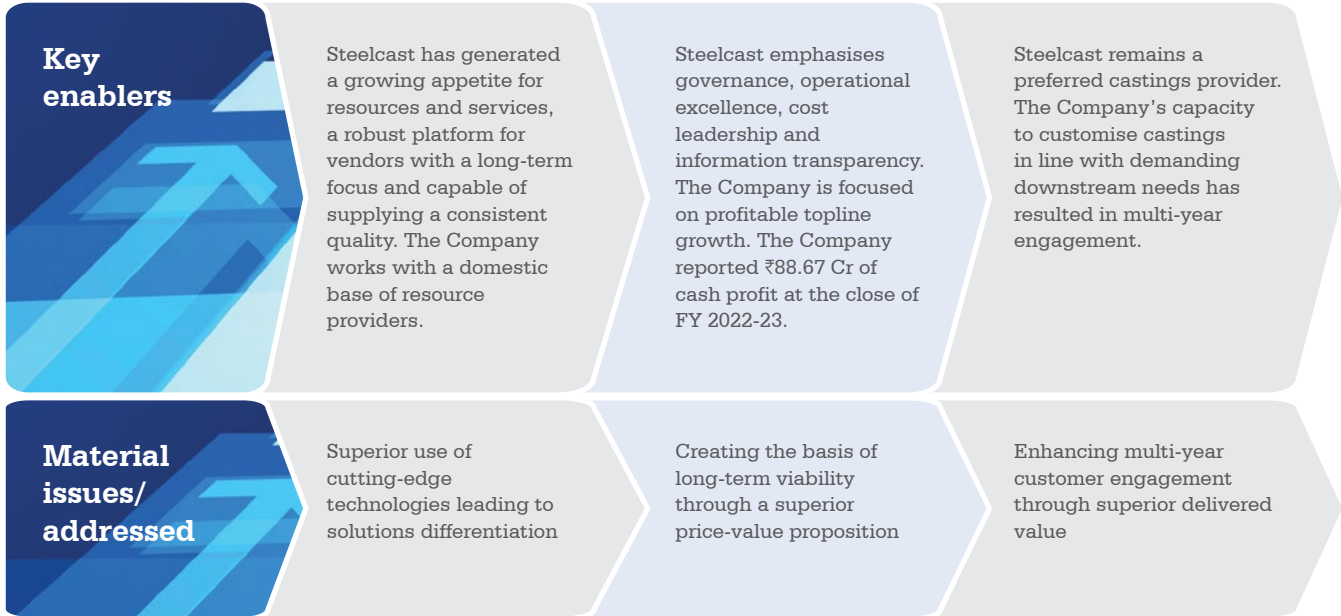 Key
enablers
Steelcast has generated
a growing appetite for
resources and services,
a robust platform for
vendors with a long-term
focus and capable of
supplying a consistent
quality. The Company
works with a domestic
base of resource
providers.
Steelcast emphasises
governance, operational
excellence, cost
leadership and
information transparency.
The Company is focused
on profitable topline
growth. The Company
reported ₹88.67 Cr of
cash profit at the close of
FY 2022-23.
Steelcast remains a
preferred castings provider.
The Company’s capacity
to customise castings
in line with demanding
downstream needs has
resulted in multi-year
engagement.
Material
issues/
addressed
Superior use of
cutting-edge
technologies leading to
solutions differentiation
Creating the basis of
long-term viability
through a superior
price-value proposition
Enhancing multi-year
customer engagement
through superior delivered
value